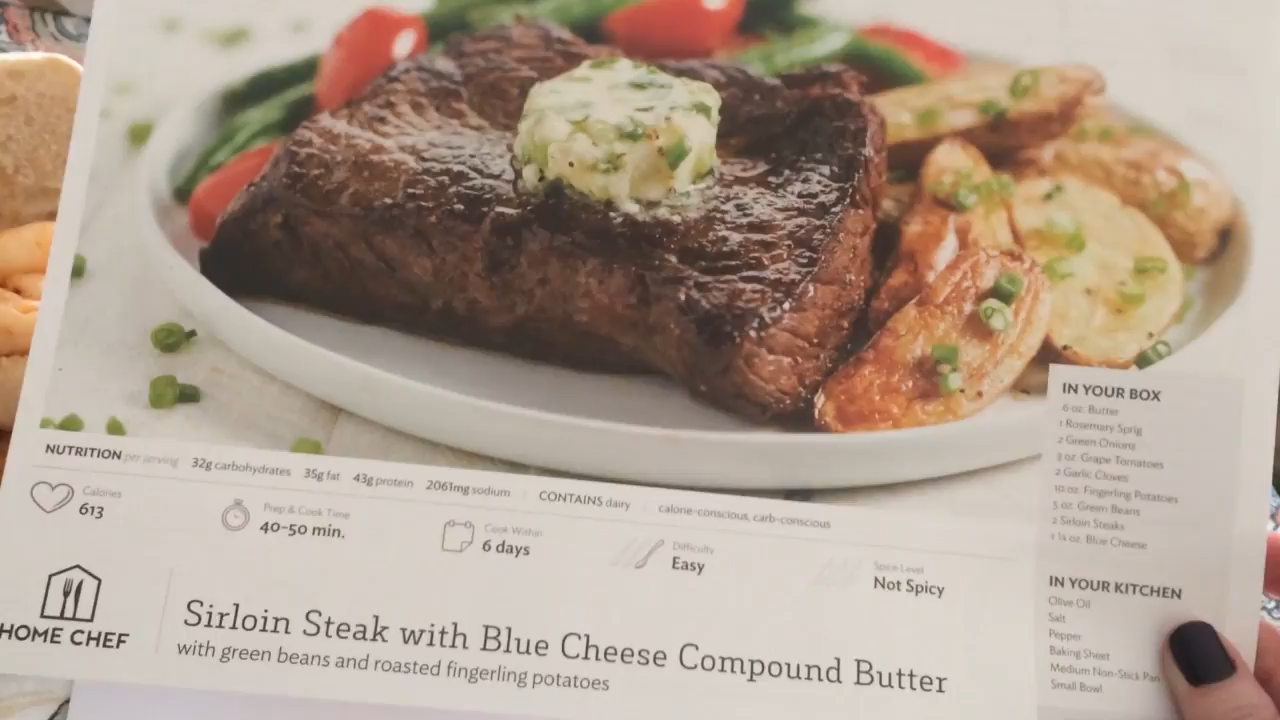 NUTRITION per serving 32g carbohydrates 35g fat 43g protein 2061mg sodium CONTAINS dairy calorie-conscious, carb-conscious
Calories
613
Prep & Cook Time
40-50 min.
Cook Within
6 days
Difficulty
Easy
Spice Level
Not Spicy
HOME CHEF
Sirloin Steak with Blue Cheese Compound Butter
with green beans and roasted fingerling potatoes
IN YOUR BOX
oz. Butter
1 Rosemary Sprig
2 Green Onions
3 oz. Grape Tomatoes
2 Garlic Cloves
10 oz. Fingerling Potatoes
5 oz. Green Beans
2 Sirloin Steaks
1 ¼ oz. Blue Cheese
IN YOUR KITCHEN
Olive Oil
Salt
Pepper
Baking Sheet
Medium Non-Stick Pan
Small Bowl